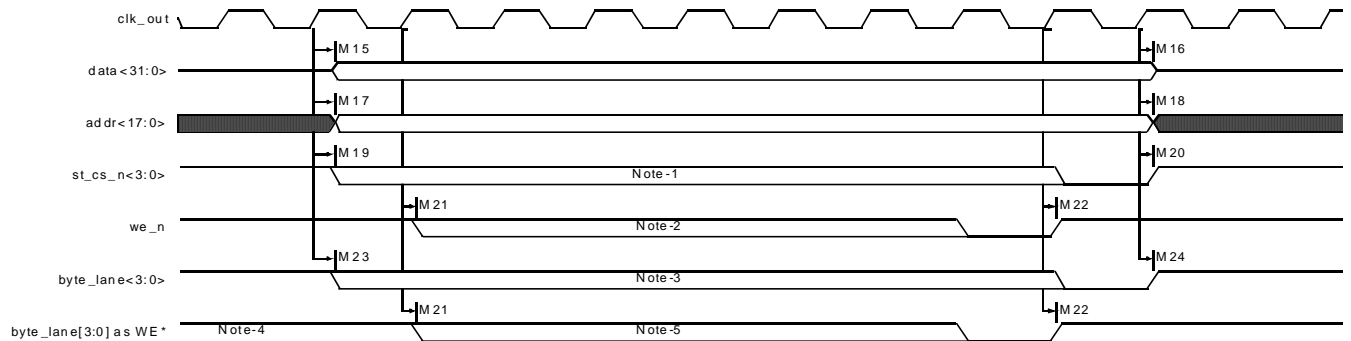 clk_out
M15 M16
data<31:0>
M17 M18
addr<17:0>
M19 M20
st_cs_n<3:0> Note-1
M21 M22
we_n Note-2
M23 M24
byte_lane<3:0> Note-3
M21 M22
byte_lane[3:0] as WE* Note-4 Note-5